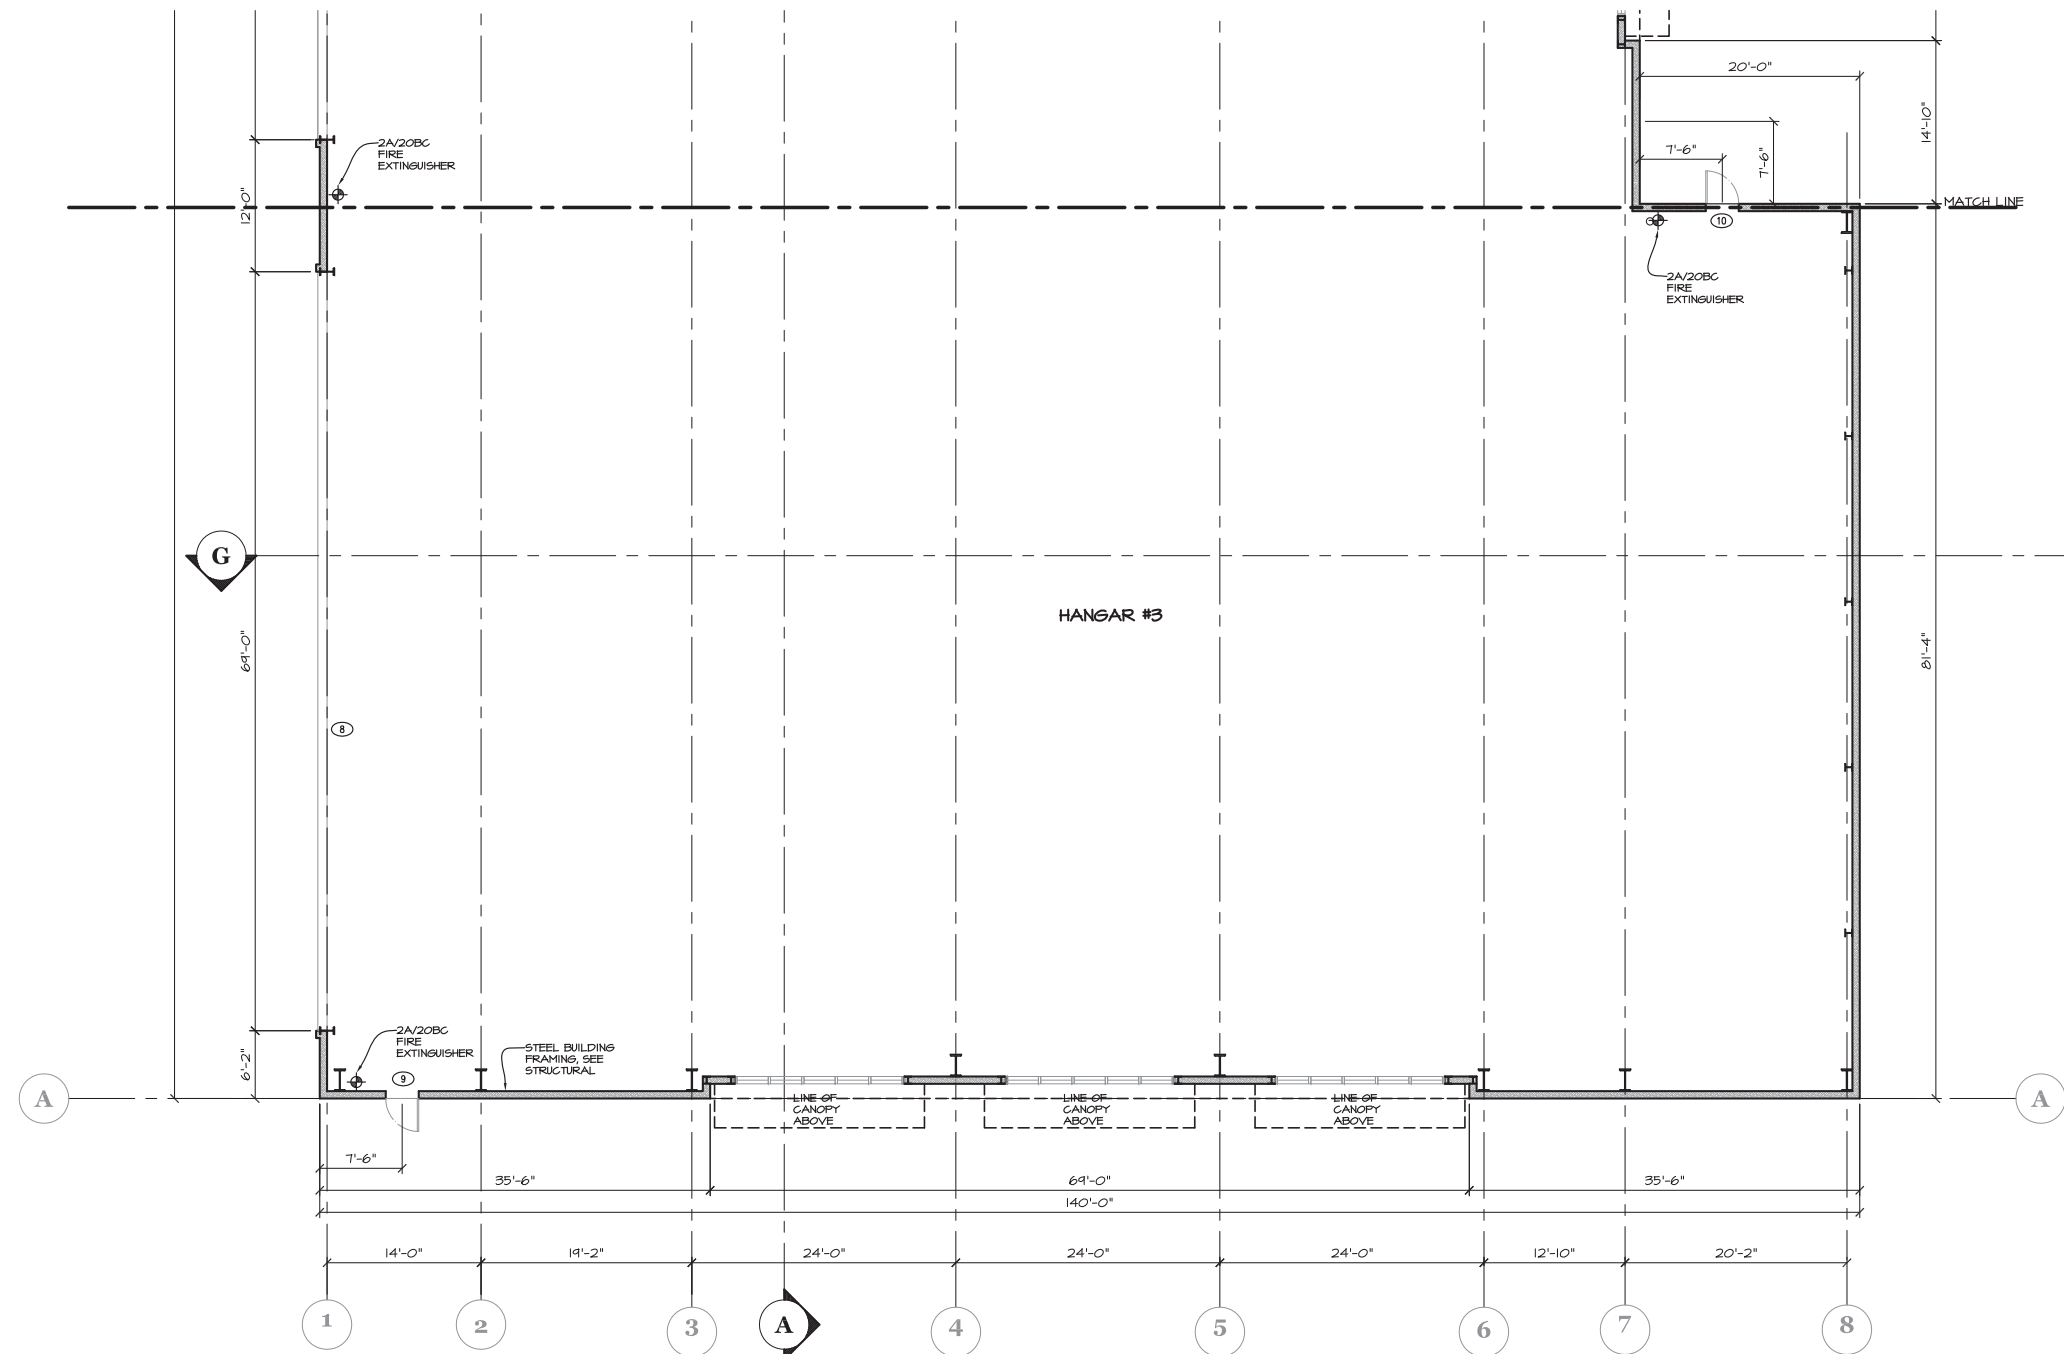 20'-0"
14'-10"
2A/20BC
FIRE
EXTINGUISHER
7'-6"
7'-6"
12'-0"
MATCH LINE
10
2A/20BC
FIRE
EXTINGUISHER
G
HANGAR #3
69'-0"
81'-4"
8
2A/20BC
FIRE
EXTINGUISHER
STEEL BUILDING
FRAMING, SEE
STRUCTURAL
6'-2"
9
A
A
LINE OF
CANOPY
ABOVE
LINE OF
CANOPY
ABOVE
LINE OF
CANOPY
ABOVE
7'-6"
35'-6"
69'-0"
35'-6"
140'-0"
14'-0"
19'-2"
24'-0"
24'-0"
24'-0"
12'-10"
20'-2"
1
2
3
A
4
5
6
7
8